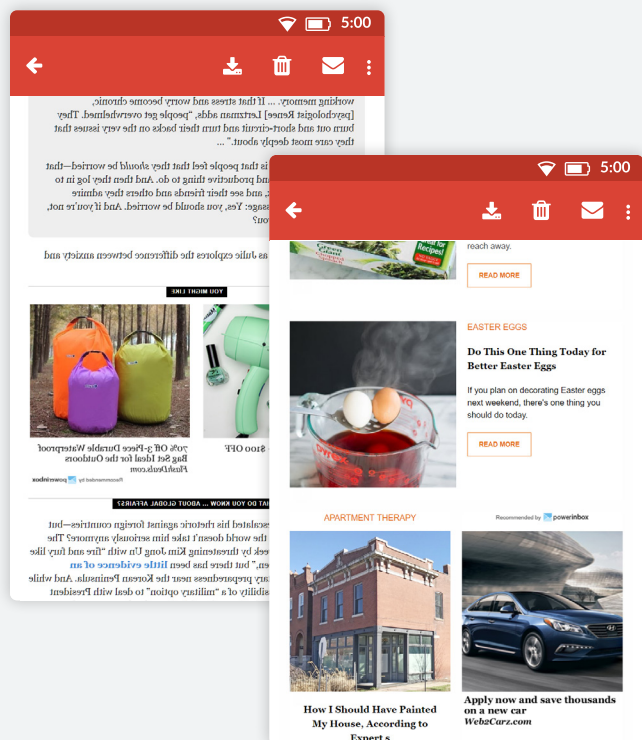 5:00
working memory. ... If that stress and worry become chronic,
[psychologist Renee] Lertzman adds, "people get overwhelmed. They
burn out and short-circuit and turn their backs on the very issues that
they care most deeply about." ...
is that people feel that they should be worried—that
and productive thing to do. And then they log in to
, and see their friends and others they admire
ssage: Yes, you should be worried. And if you're not,
you?
as Julie explores the difference between anxiety and
YOU MIGHT LIKE
70% Off 3-Piece Durable Waterproof
Bag Set Ideal for the Outdoors
FlashDeals.com
$100 OFF
Recommended by powerinbox
HAT DO YOU KNOW ... ABOUT GLOBAL AFFAIRS?
escalated his rhetoric against foreign countries—but
the world doesn't take him seriously anymore? The
eek by threatening Kim Jong Un with "fire and fury like
en," but there has been little evidence of an
ary preparedness near the Korean Peninsula. And while
sibility of a "military option" to deal with President
5:00
Green
Giant
reach away.
READ MORE
EASTER EGGS
Do This One Thing Today for
Better Easter Eggs
If you plan on decorating Easter eggs
next weekend, there's one thing you
should do today.
READ MORE
APARTMENT THERAPY
How I Should Have Painted
My House, According to
Experts
Recommended by powerinbox
Apply now and save thousands
on a new car
Web2Carz.com